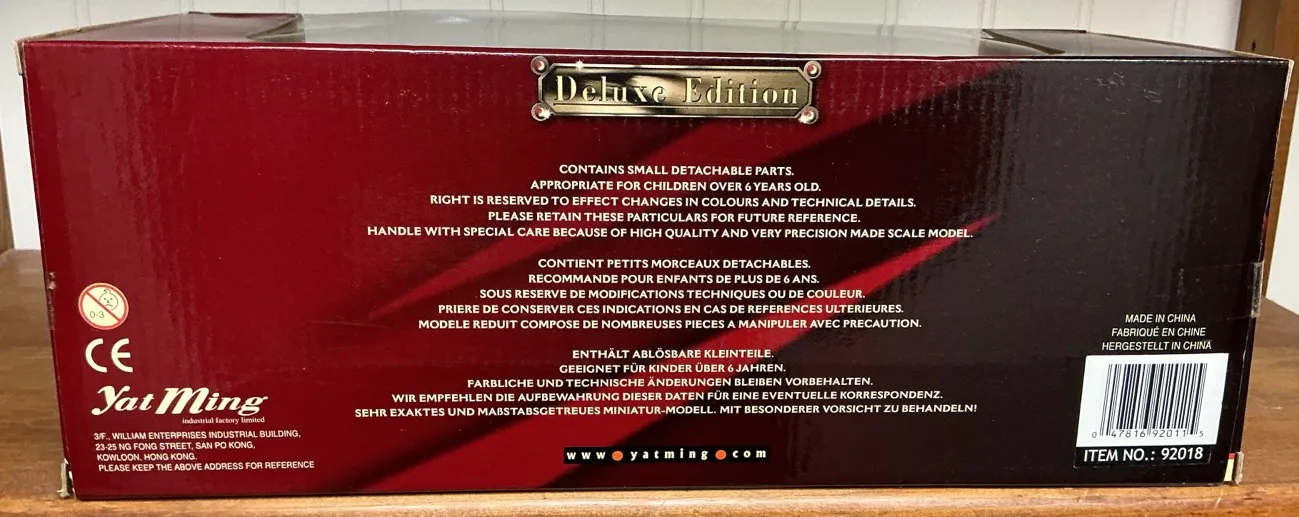 Deluxe Edition
CONTAINS SMALL DETACHABLE PARTS.
APPROPRIATE FOR CHILDREN OVER 6 YEARS OLD.
RIGHT IS RESERVED TO EFFECT CHANGES IN COLOURS AND TECHNICAL DETAILS.
PLEASE RETAIN THESE PARTICULARS FOR FUTURE REFERENCE.
HANDLE WITH SPECIAL CARE BECAUSE OF HIGH QUALITY AND VERY PRECISION MADE SCALE MODEL.
CONTIENT PETITS MORCEAUX DETACHABLES.
RECOMMANDE POUR ENFANTS DE PLUS DE 6 ANS.
SOUS RESERVE DE MODIFICATIONS TECHNIQUES OU DE COULEUR.
PRIERE DE CONSERVER CES INDICATIONS EN CAS DE REFERENCES ULTERIEURES.
MODELE REDUIT COMPOSE DE NOMBREUSES PIECES A MANIPULER AVEC PRECAUTION.
ENTHÄLT ABLÖSBARE KLEINTEILE.
GEEIGNET FÜR KINDER ÜBER 6 JAHREN.
FARBLICHE UND TECHNISCHE ÄNDERUNGEN BLEIBEN VORBEHALTEN.
WIR EMPFEHLEN DIE AUFBEWAHRUNG DIESER DATEN FÜR EINE EVENTUELLE KORRESPONDENZ.
SEHR EXAKTES UND MAßSTABSGETREUES MINIATUR-MODELL. MIT BESONDERER VORSICHT ZU BEHANDELN!
www.yatming.com
0-3
CE
Yat Ming
industrial factory limited
3/F., WILLIAM ENTERPRISES INDUSTRIAL BUILDING,
23-25 NG FONG STREET, SAN PO KONG,
KOWLOON, HONG KONG.
PLEASE KEEP THE ABOVE ADDRESS FOR REFERENCE
MADE IN CHINA
FABRIQUÉ EN CHINE
HERGESTELLT IN CHINA
0 47816 92011 5
ITEM NO.: 92018